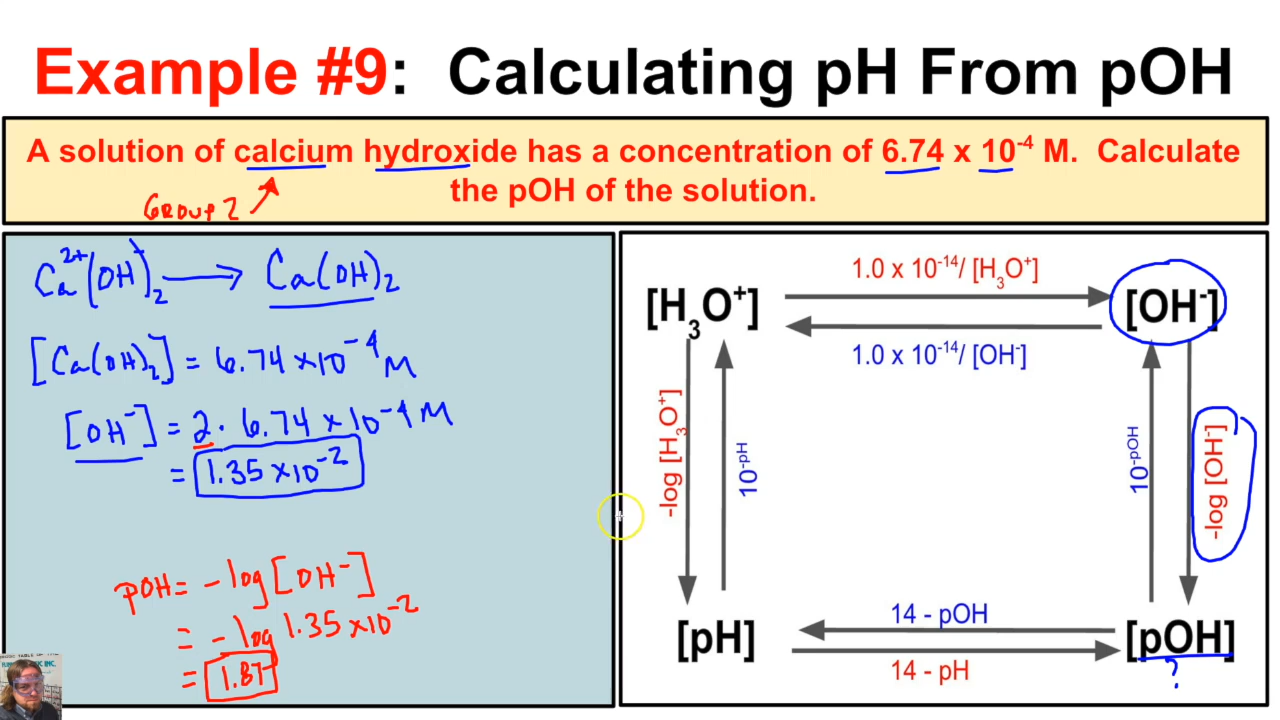 Example #9: Calculating pH From pOH
A solution of calcium hydroxide has a concentration of 6.74 x 10⁻⁴ M. Calculate
the pOH of the solution.
GROUP 2
Ca²⁺(OH⁻)₂ → Ca(OH)₂
[Ca(OH)₂] = 6.74 x 10⁻⁴ M
[OH⁻] = 2 · 6.74 x 10⁻⁴ M
= 1.35 x 10⁻²
pOH = -log[OH⁻]
= -log 1.35 x 10⁻²
= 1.87
1.0 x 10⁻¹⁴/ [H₃O⁺]
[H₃O⁺] [OH⁻]
1.0 x 10⁻¹⁴/ [OH⁻]
-log [H₃O⁺]
10⁻ᵖᴴ
10⁻ᵖᴼᴴ
-log [OH⁻]
14 - pOH
[pH] [pOH]
14 - pH
?